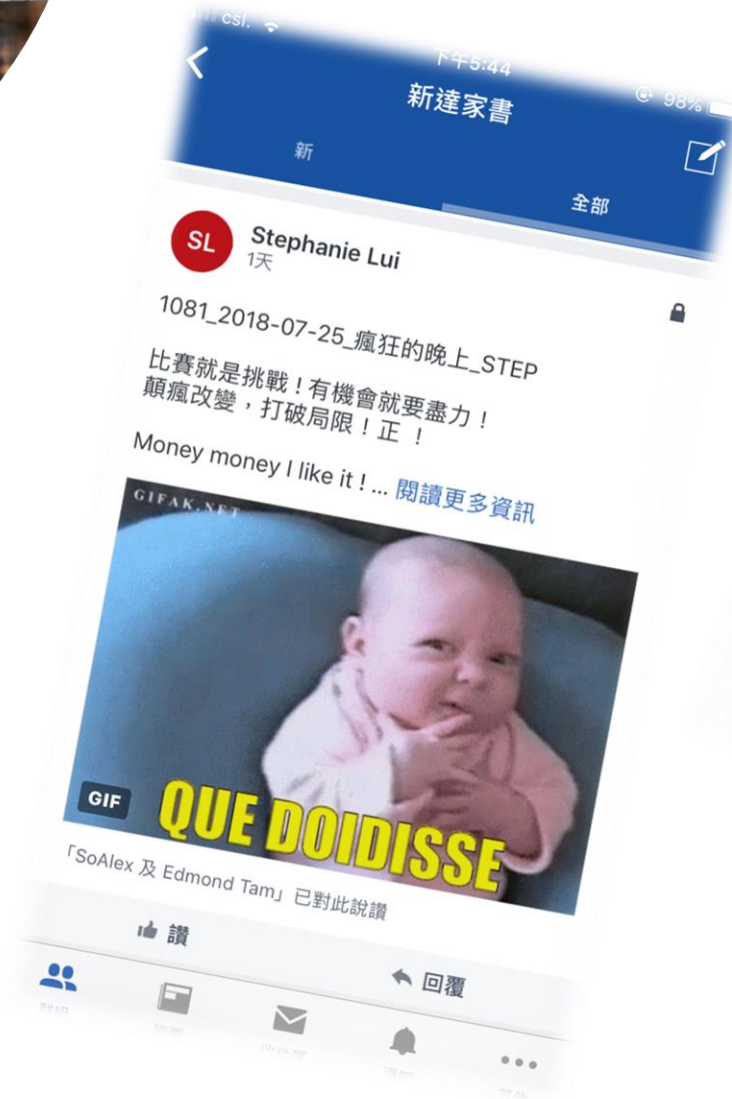 csl.
下午5:44
98%
新達家書
新
全部
SL
Stephanie Lui
1天
1081_2018-07-25_瘋狂的晚上_STEP
比賽就是挑戰！有機會就要盡力！
顛瘋改變，打破局限！正 ！
Money money I like it ! ... 閱讀更多資訊
GIFAK.NET
GIF
QUE DOIDISSE
「SoAlex 及 Edmond Tam」已對此說讚
讚
回覆